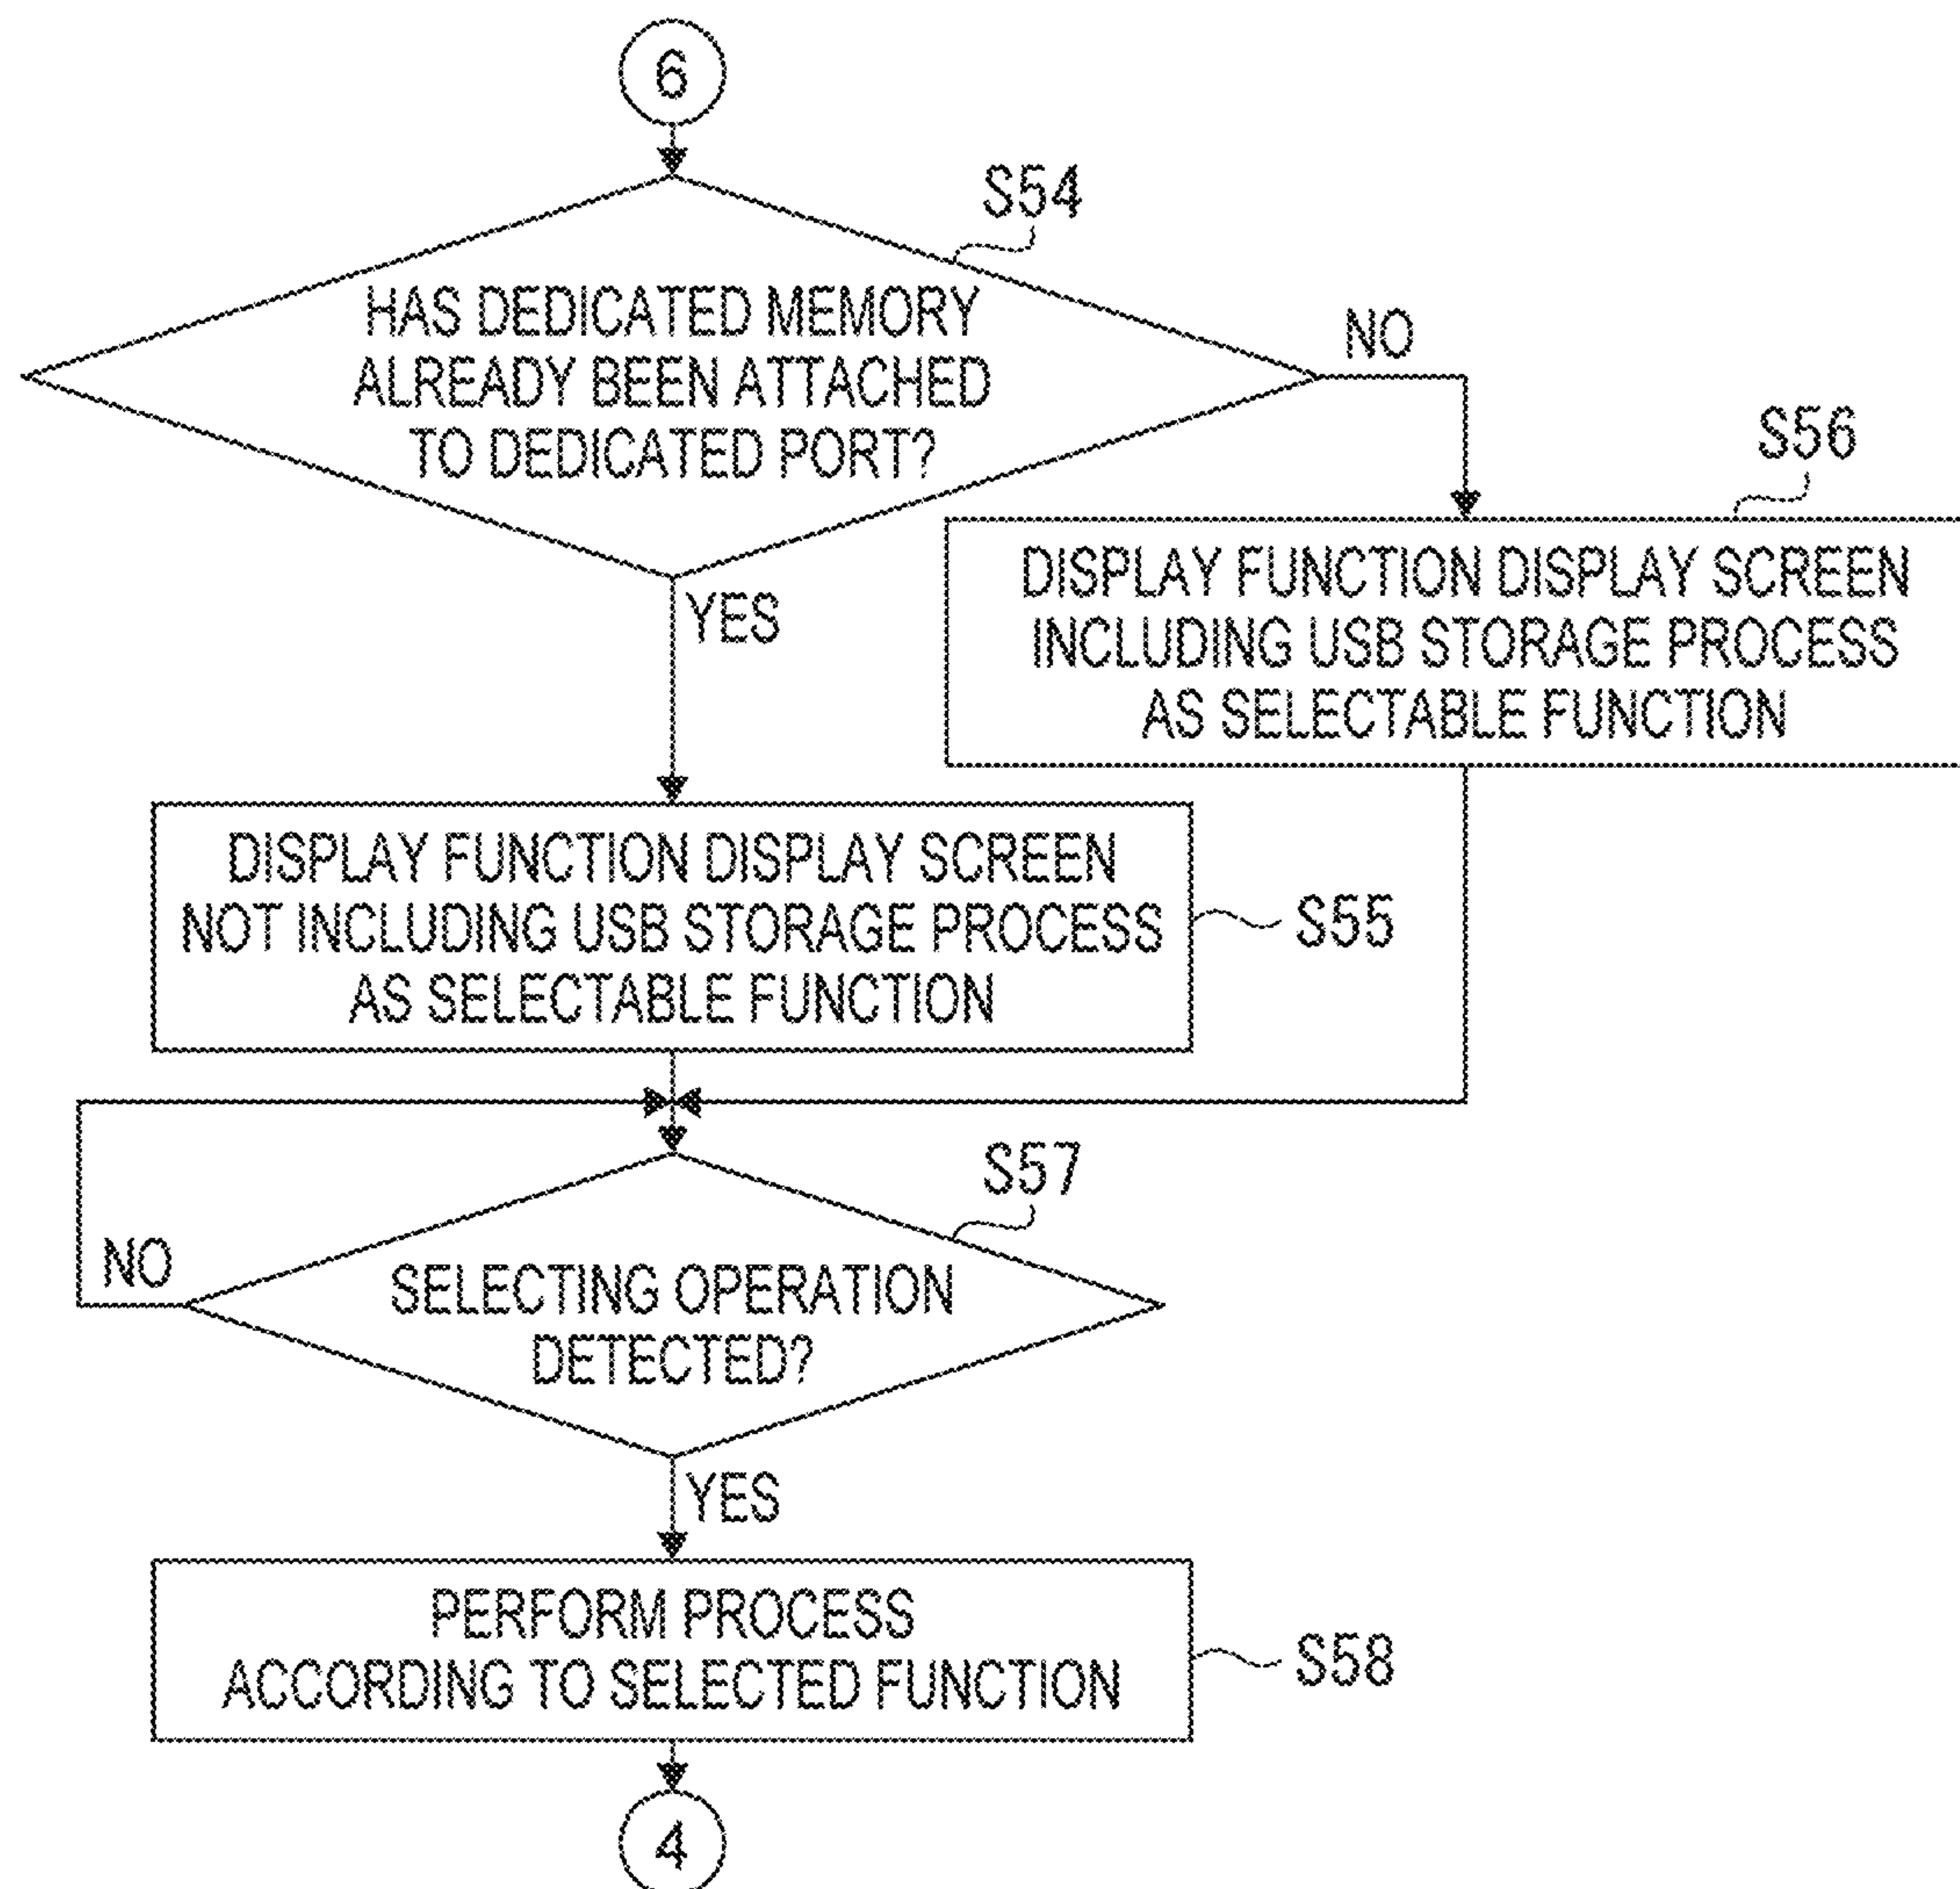 6
S54
HAS DEDICATED MEMORY
ALREADY BEEN ATTACHED
TO DEDICATED PORT?
NO
YES
S56
DISPLAY FUNCTION DISPLAY SCREEN
INCLUDING USB STORAGE PROCESS
AS SELECTABLE FUNCTION
DISPLAY FUNCTION DISPLAY SCREEN
NOT INCLUDING USB STORAGE PROCESS
AS SELECTABLE FUNCTION
S55
S57
NO
SELECTING OPERATION
DETECTED?
YES
PERFORM PROCESS
ACCORDING TO SELECTED FUNCTION
S58
4